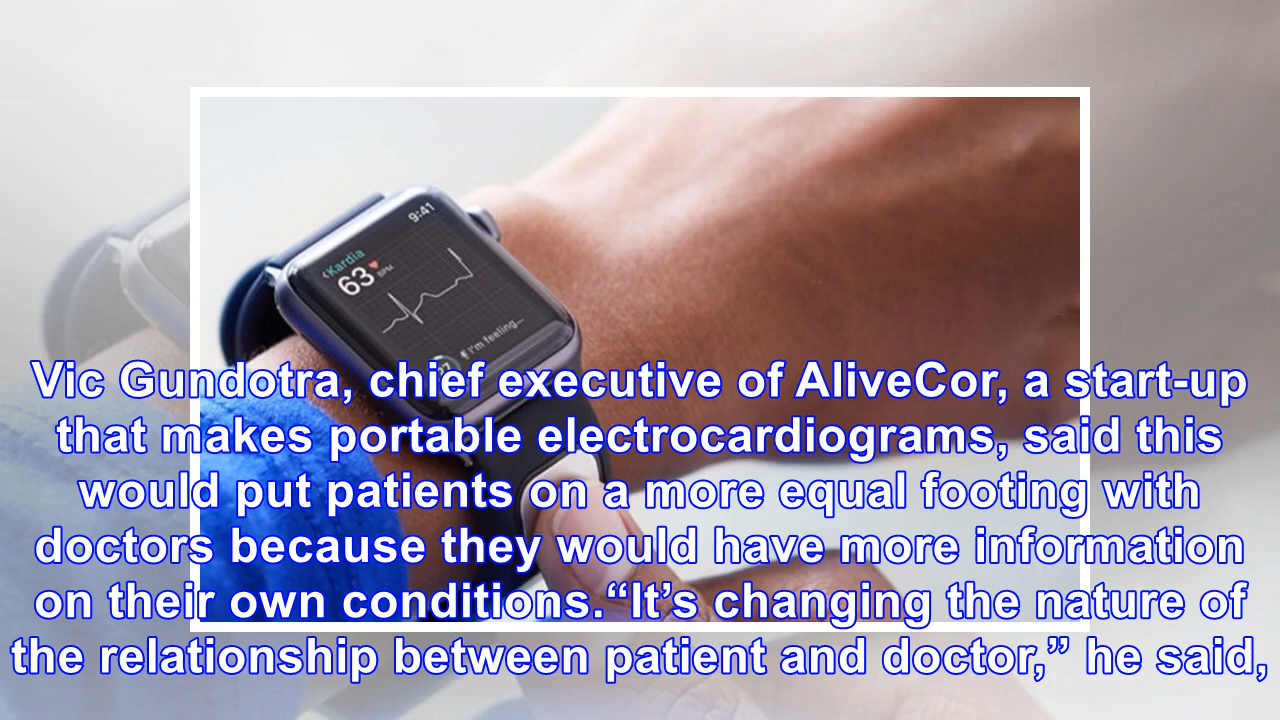 9:41
‹Kardia
63 BPM
I'm feeling...
Vic Gundotra, chief executive of AliveCor, a start-up
that makes portable electrocardiograms, said this
would put patients on a more equal footing with
doctors because they would have more information
on their own conditions.“It’s changing the nature of
the relationship between patient and doctor,” he said,